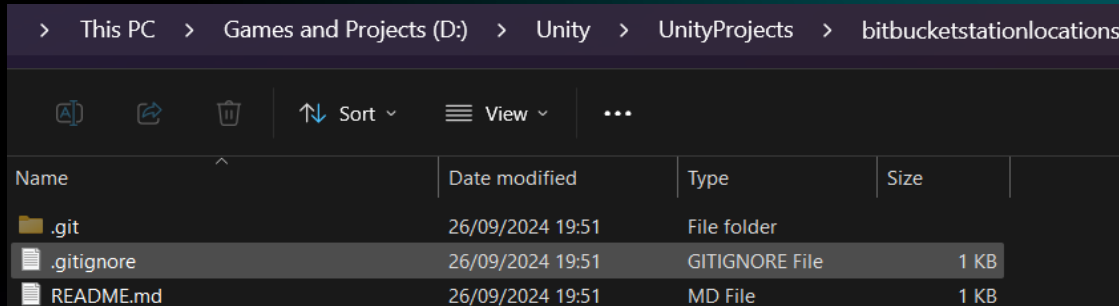 > This PC > Games and Projects (D:) > Unity > UnityProjects > bitbucketstationlocations
Sort View
Name Date modified Type Size
.git 26/09/2024 19:51 File folder
.gitignore 26/09/2024 19:51 GITIGNORE File 1 KB
README.md 26/09/2024 19:51 MD File 1 KB